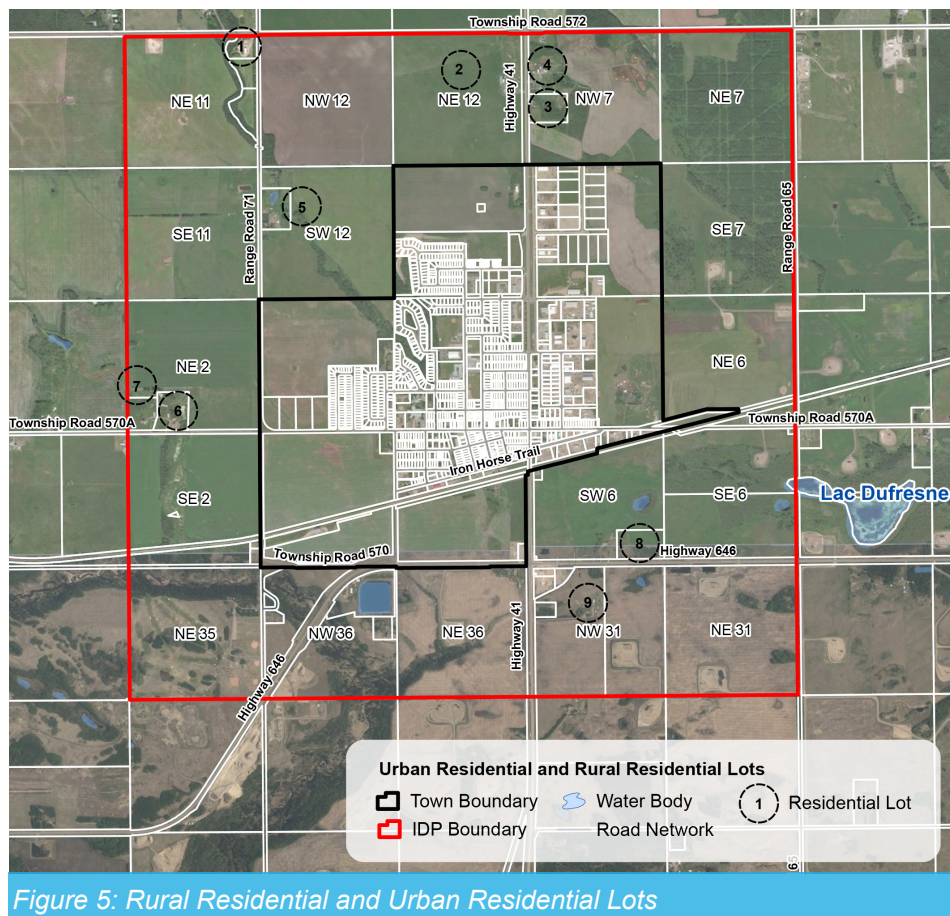 Township Road 572
1
2
4
3
NE 11
NW 12
NE 12
Highway 41
NW 7
NE 7
5
Range Road 71
SE 11
SW 12
SE 7
Range Road 65
NE 2
NE 6
7
6
Township Road 570A
Township Road 570A
Iron Horse Trail
SE 2
SW 6
SE 6
Lac Dufresne
8
Township Road 570
Highway 646
9
NE 35
NW 36
NE 36
Highway 41
NW 31
NE 31
Highway 646
Urban Residential and Rural Residential Lots
Town Boundary
Water Body
1
Residential Lot
IDP Boundary
Road Network
65
Figure 5: Rural Residential and Urban Residential Lots